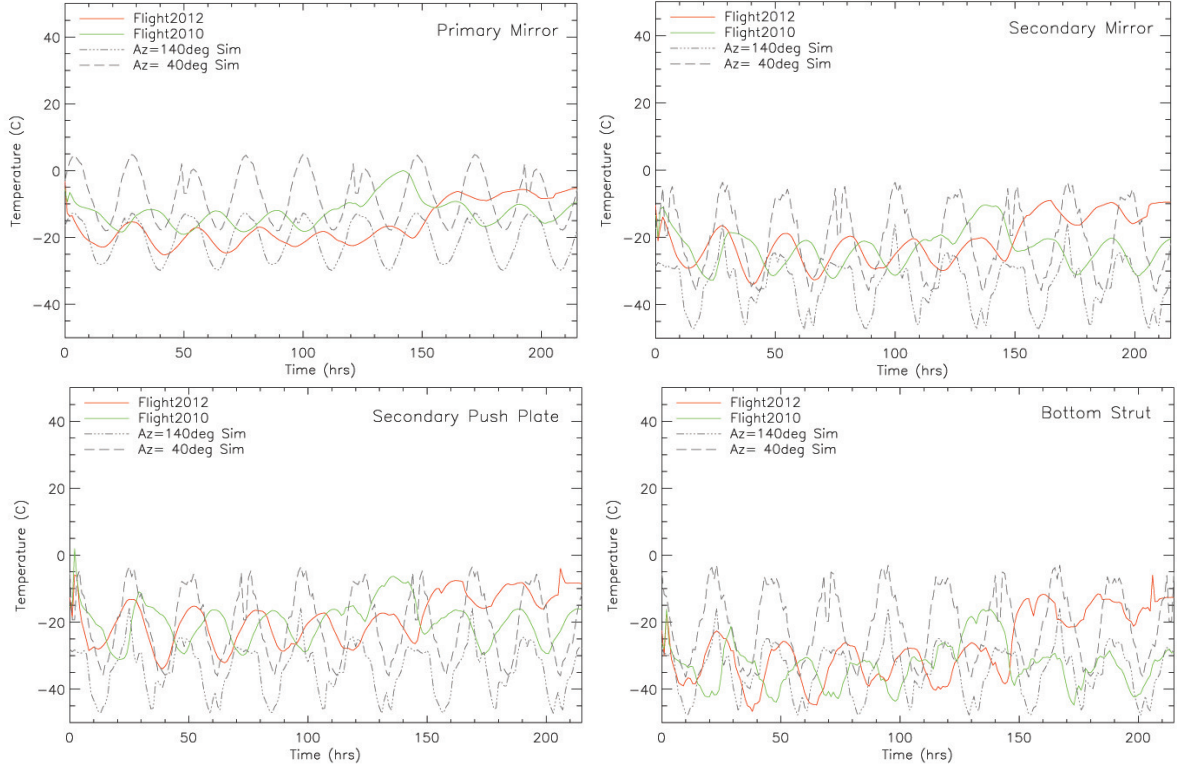 Flight2012
Flight2010
Az=140deg Sim
Az= 40deg Sim
Primary Mirror
40
20
0
−20
−40
Temperature (C)
0 50 100 150 200
Time (hrs)
Flight2012
Flight2010
Az=140deg Sim
Az= 40deg Sim
Secondary Mirror
40
20
0
−20
−40
Temperature (C)
0 50 100 150 200
Time (hrs)
Flight2012
Flight2010
Az=140deg Sim
Az= 40deg Sim
Secondary Push Plate
40
20
0
−20
−40
Temperature (C)
0 50 100 150 200
Time (hrs)
Flight2012
Flight2010
Az=140deg Sim
Az= 40deg Sim
Bottom Strut
40
20
0
−20
−40
Temperature (C)
0 50 100 150 200
Time (hrs)